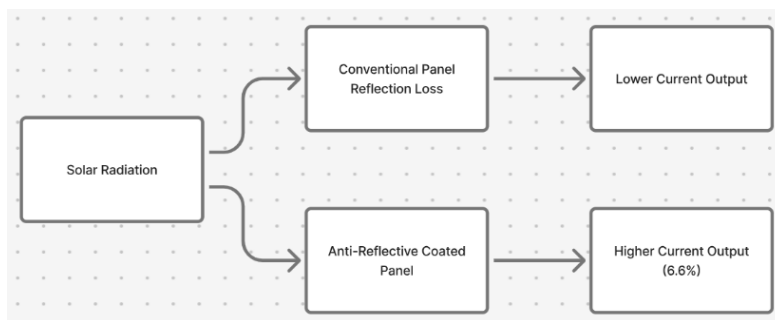 Solar Radiation
Conventional Panel
Reflection Loss
Lower Current Output
Anti-Reflective Coated
Panel
Higher Current Output
(6.6%)